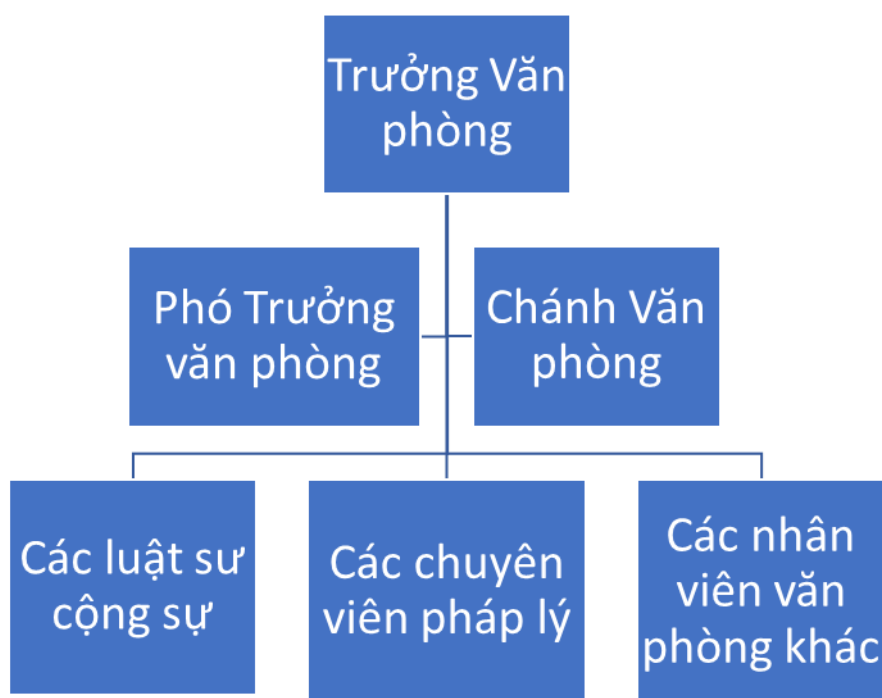 Trưởng Văn
phòng
Phó Trưởng
văn phòng
Chánh Văn
phòng
Các luật sư
cộng sự
Các chuyên
viên pháp lý
Các nhân
viên văn
phòng khác